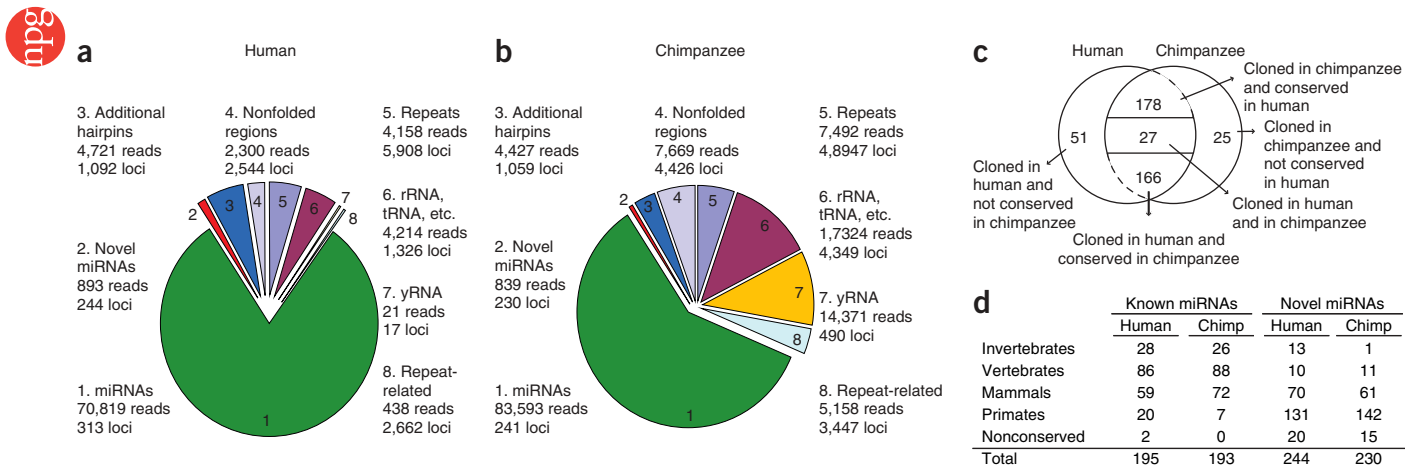 npg
a
Human
3. Additional
hairpins
4,721 reads
1,092 loci
4. Nonfolded
regions
2,300 reads
2,544 loci
5. Repeats
4,158 reads
5,908 loci
2
3
4
5
6
7
8
6. rRNA,
tRNA, etc.
4,214 reads
1,326 loci
2. Novel
miRNAs
893 reads
244 loci
7. yRNA
21 reads
17 loci
1. miRNAs
70,819 reads
313 loci
1
8. Repeat-
related
438 reads
2,662 loci
b
Chimpanzee
3. Additional
hairpins
4,427 reads
1,059 loci
4. Nonfolded
regions
7,669 reads
4,426 loci
5. Repeats
7,492 reads
4,8947 loci
2
3
4
5
6
7
8
6. rRNA,
tRNA, etc.
1,7324 reads
4,349 loci
2. Novel
miRNAs
839 reads
230 loci
7. yRNA
14,371 reads
490 loci
1. miRNAs
83,593 reads
241 loci
1
8. Repeat-related
5,158 reads
3,447 loci
c
Human
Chimpanzee
178
51
27
25
166
Cloned in chimpanzee
and conserved
in human
Cloned in
chimpanzee and
not conserved
in human
Cloned in
human and
not conserved
in chimpanzee
Cloned in human
and in chimpanzee
Cloned in human and
conserved in chimpanzee
d
Known miRNAs Novel miRNAs
Human Chimp Human Chimp
Invertebrates 28 26 13 1
Vertebrates 86 88 10 11
Mammals 59 72 70 61
Primates 20 7 131 142
Nonconserved 2 0 20 15
Total 195 193 244 230